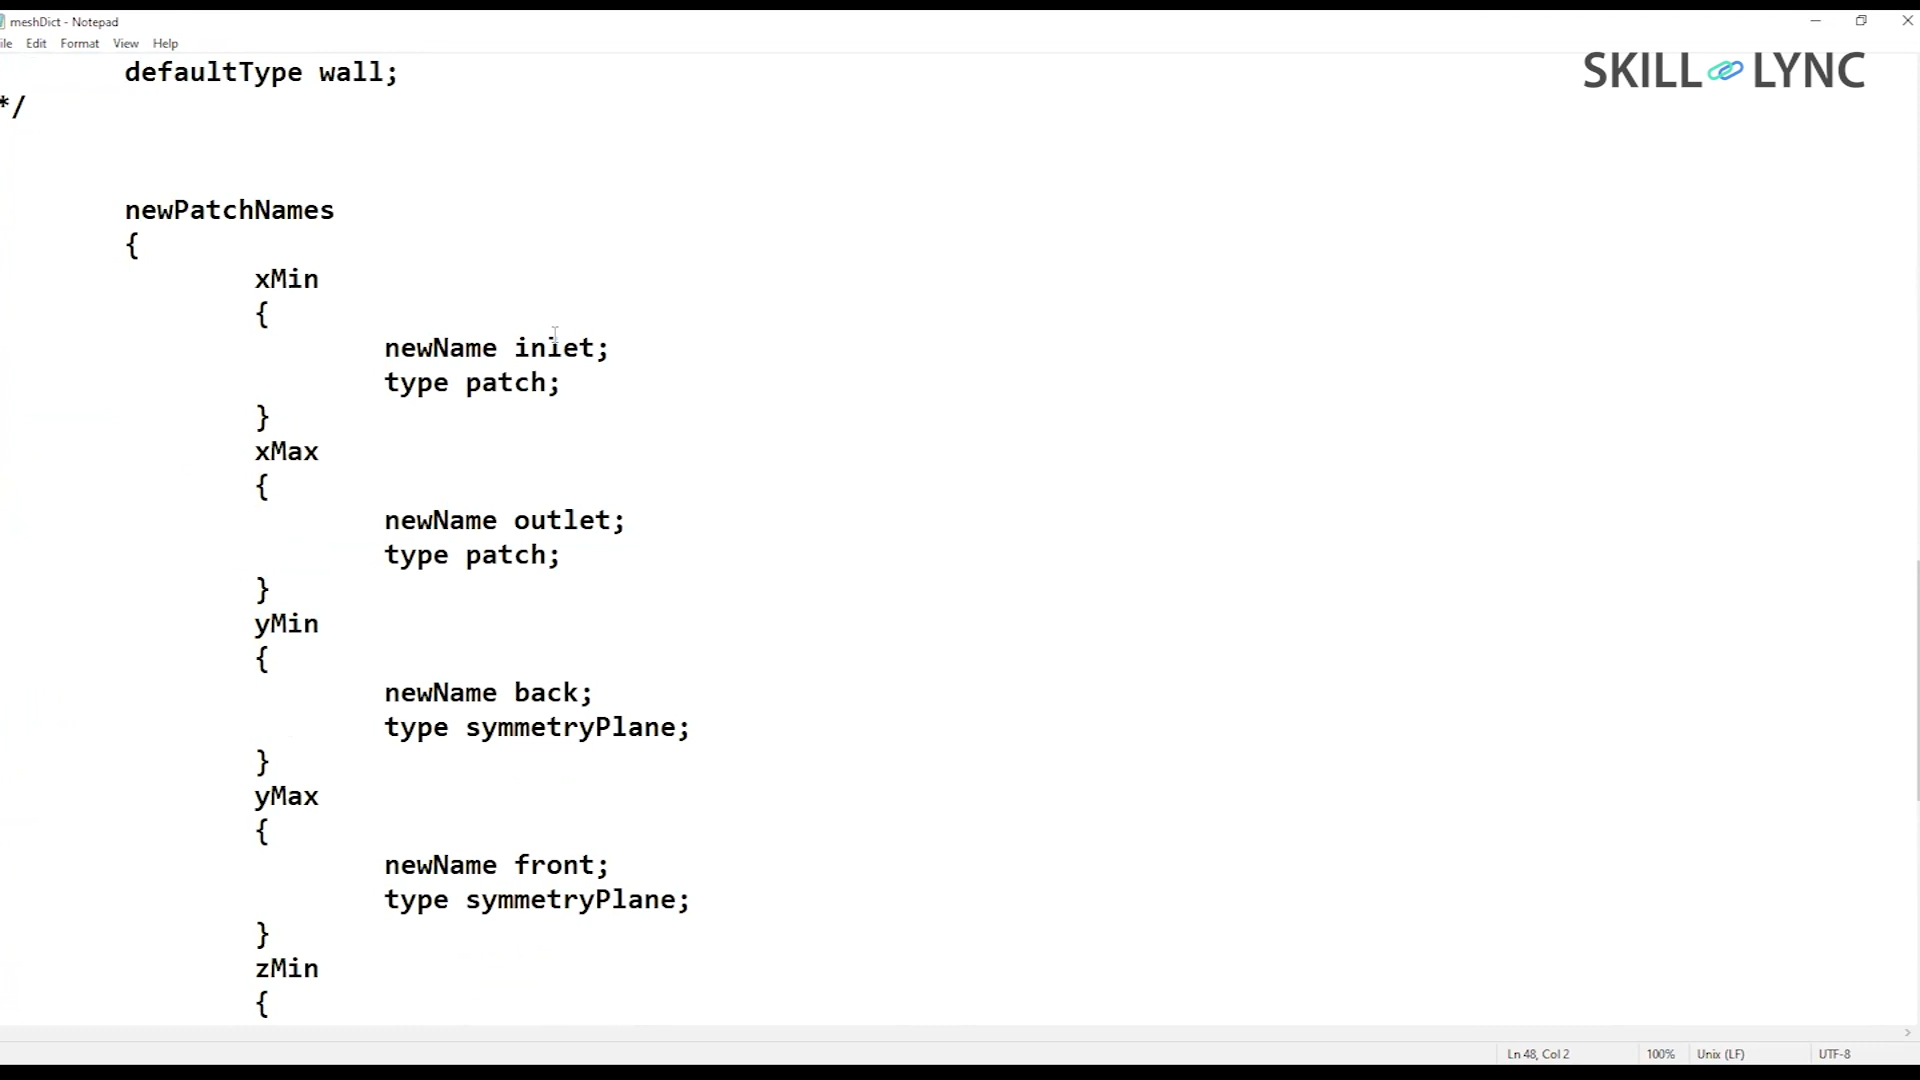 meshDict - Notepad
ile Edit Format View Help
SKILL LYNC
defaultType wall;
*/
newPatchNames
{
xMin
{
newName inlet;
type patch;
}
xMax
{
newName outlet;
type patch;
}
yMin
{
newName back;
type symmetryPlane;
}
yMax
{
newName front;
type symmetryPlane;
}
zMin
{
Ln 48, Col 2 100% Unix (LF) UTF-8